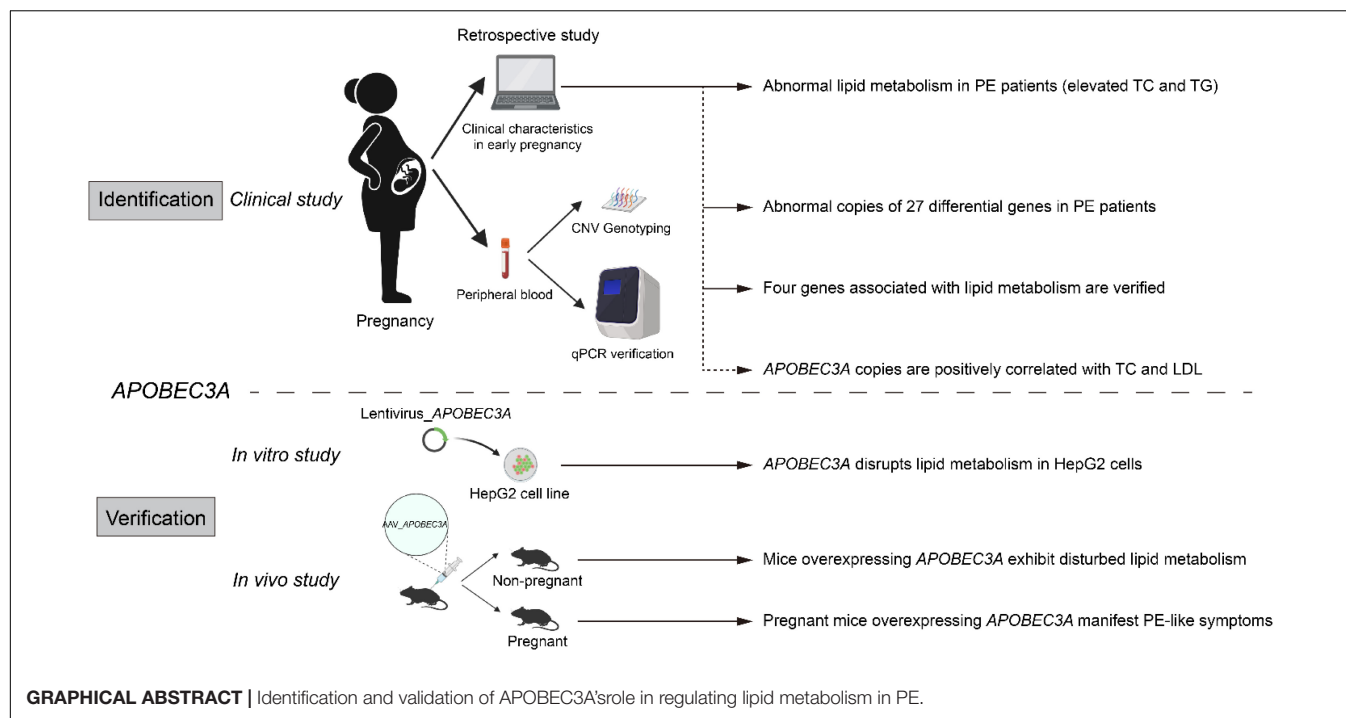 Retrospective study
Clinical characteristics
in early pregnancy
Abnormal lipid metabolism in PE patients (elevated TC and TG)
Identification
Clinical study
Pregnancy
Peripheral blood
CNV Genotyping
qPCR verification
Abnormal copies of 27 differential genes in PE patients
Four genes associated with lipid metabolism are verified
APOBEC3A copies are positively correlated with TC and LDL
APOBEC3A
Verification
In vitro study
Lentivirus_APOBEC3A
HepG2 cell line
APOBEC3A disrupts lipid metabolism in HepG2 cells
In vivo study
AAV_APOBEC3A
Non-pregnant
Mice overexpressing APOBEC3A exhibit disturbed lipid metabolism
Pregnant
Pregnant mice overexpressing APOBEC3A manifest PE-like symptoms
GRAPHICAL ABSTRACT | Identification and validation of APOBEC3A'srole in regulating lipid metabolism in PE.